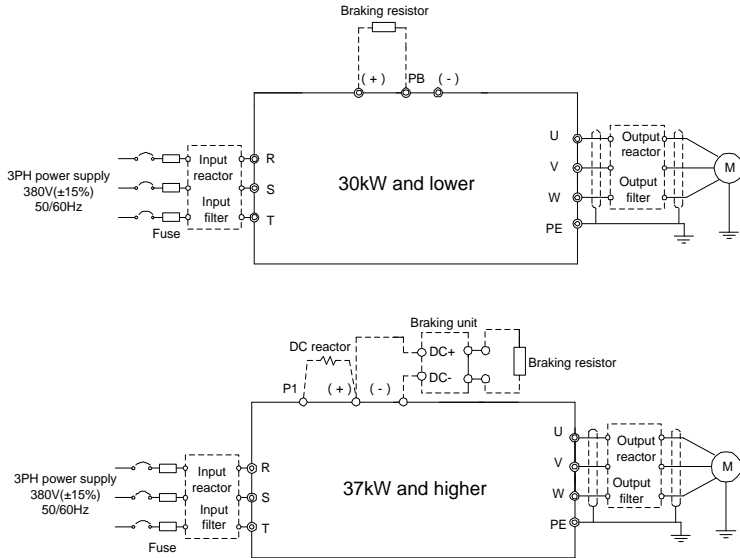 Braking resistor
( + )
PB
( - )
3PH power supply
380V(±15%)
50/60Hz
Fuse
Input
reactor
Input
filter
R
S
T
30kW and lower
U
V
W
PE
Output
reactor
Output
filter
M
Braking unit
DC reactor
DC+
DC-
Braking resistor
P1
( + )
( - )
3PH power supply
380V(±15%)
50/60Hz
Fuse
Input
reactor
Input
filter
R
S
T
37kW and higher
U
V
W
PE
Output
reactor
Output
filter
M